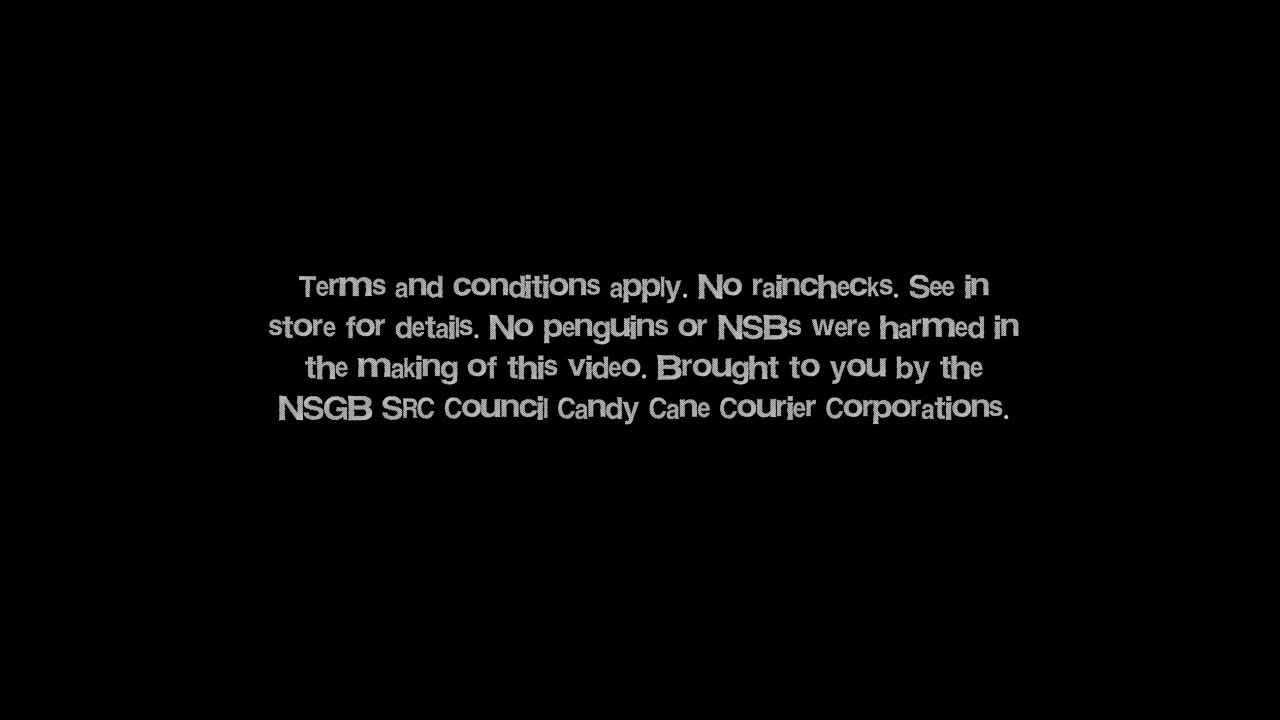 Terms and conditions apply. No rainchecks. See in
store for details. No penguins or NSBs were harmed in
the making of this video. Brought to you by the
NSGB SRC Council Candy Cane Courier Corporations.